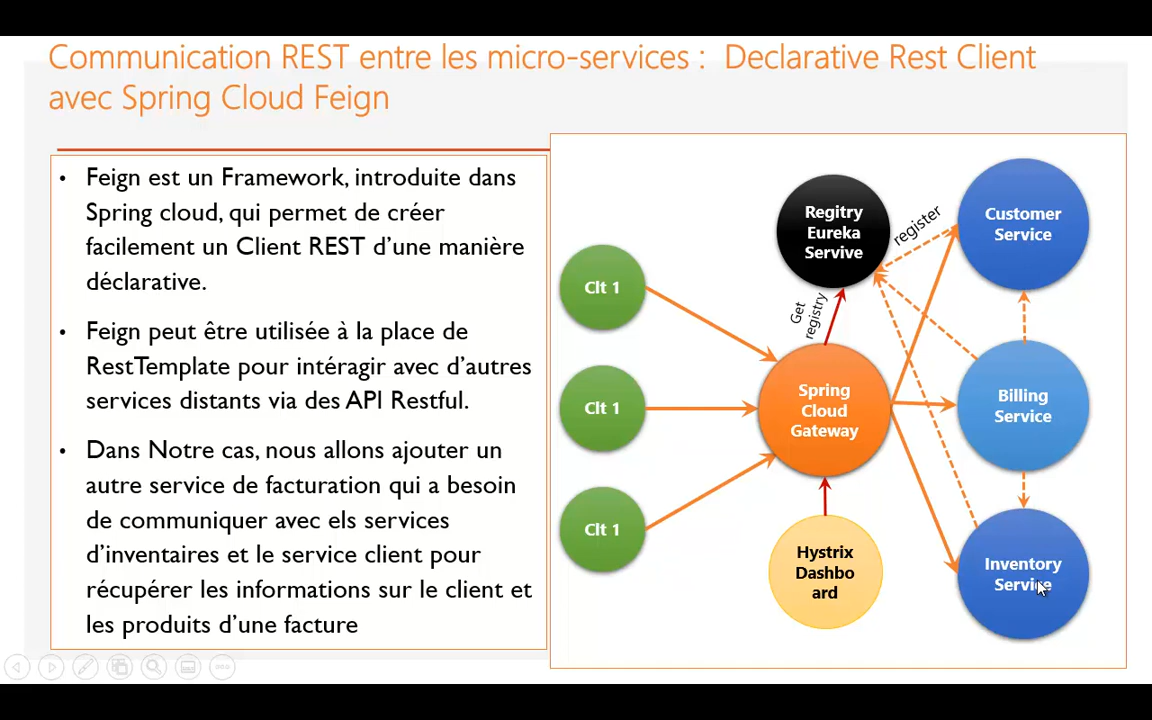 Communication REST entre les micro-services :  Declarative Rest Client
avec Spring Cloud Feign
• Feign est un Framework, introduite dans
Spring cloud, qui permet de créer
facilement un Client REST d’une manière
déclarative.
• Feign peut être utilisée à la place de
RestTemplate pour intéragir avec d’autres
services distants via des API Restful.
• Dans Notre cas, nous allons ajouter un
autre service de facturation qui a besoin
de communiquer avec els services
d’inventaires et le service client pour
récupérer les informations sur le client et
les produits d’une facture
Clt 1
Clt 1
Clt 1
Regitry
Eureka
Servive
register
Get
registry
Spring
Cloud
Gateway
Hystrix
Dashbo
ard
Customer
Service
Billing
Service
Inventory
Service